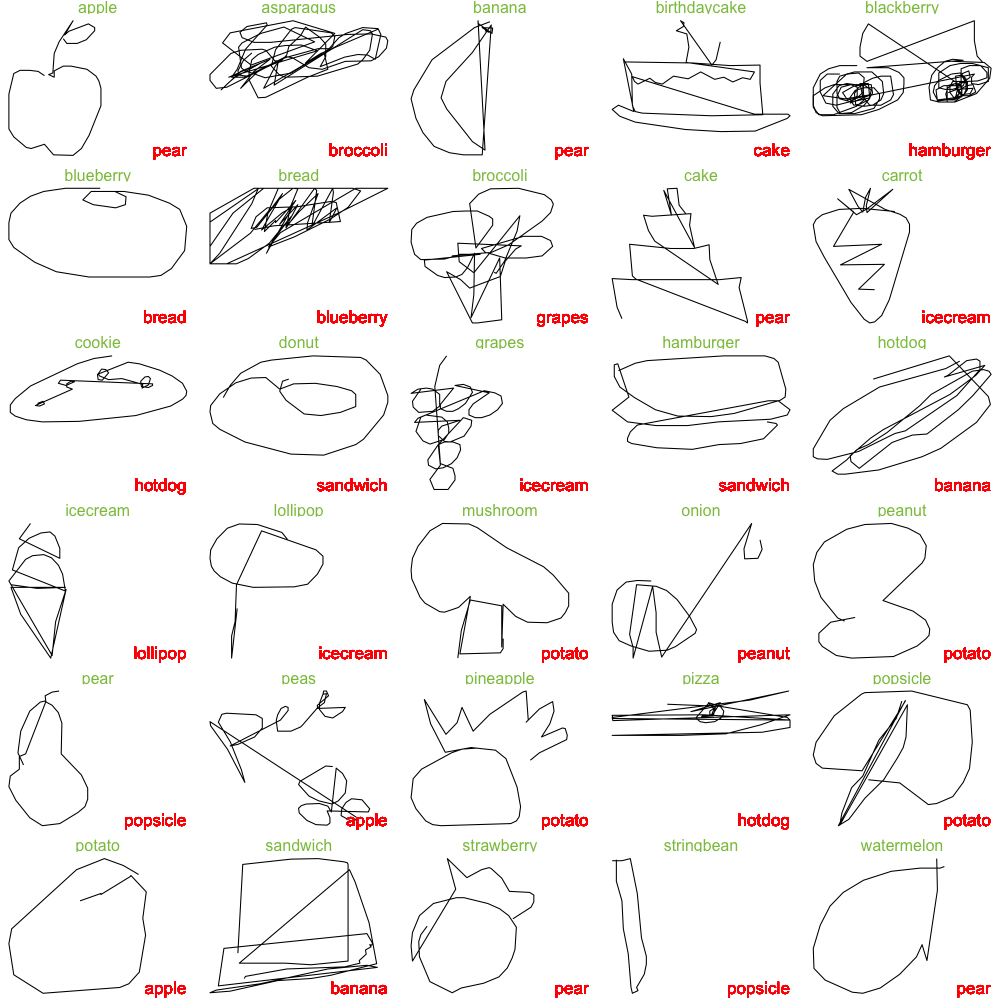 apple asparagus banana birthdaycake blackberry
pear broccoli pear cake hamburger
blueberry bread broccoli cake carrot
bread blueberry grapes pear icecream
cookie donut grapes hamburger hotdog
hotdog sandwich icecream sandwich banana
icecream lollipop mushroom onion peanut
lollipop icecream potato peanut potato
pear peas pineapple pizza popsicle
popsicle apple potato hotdog potato
potato sandwich strawberry stringbean watermelon
apple banana pear popsicle pear